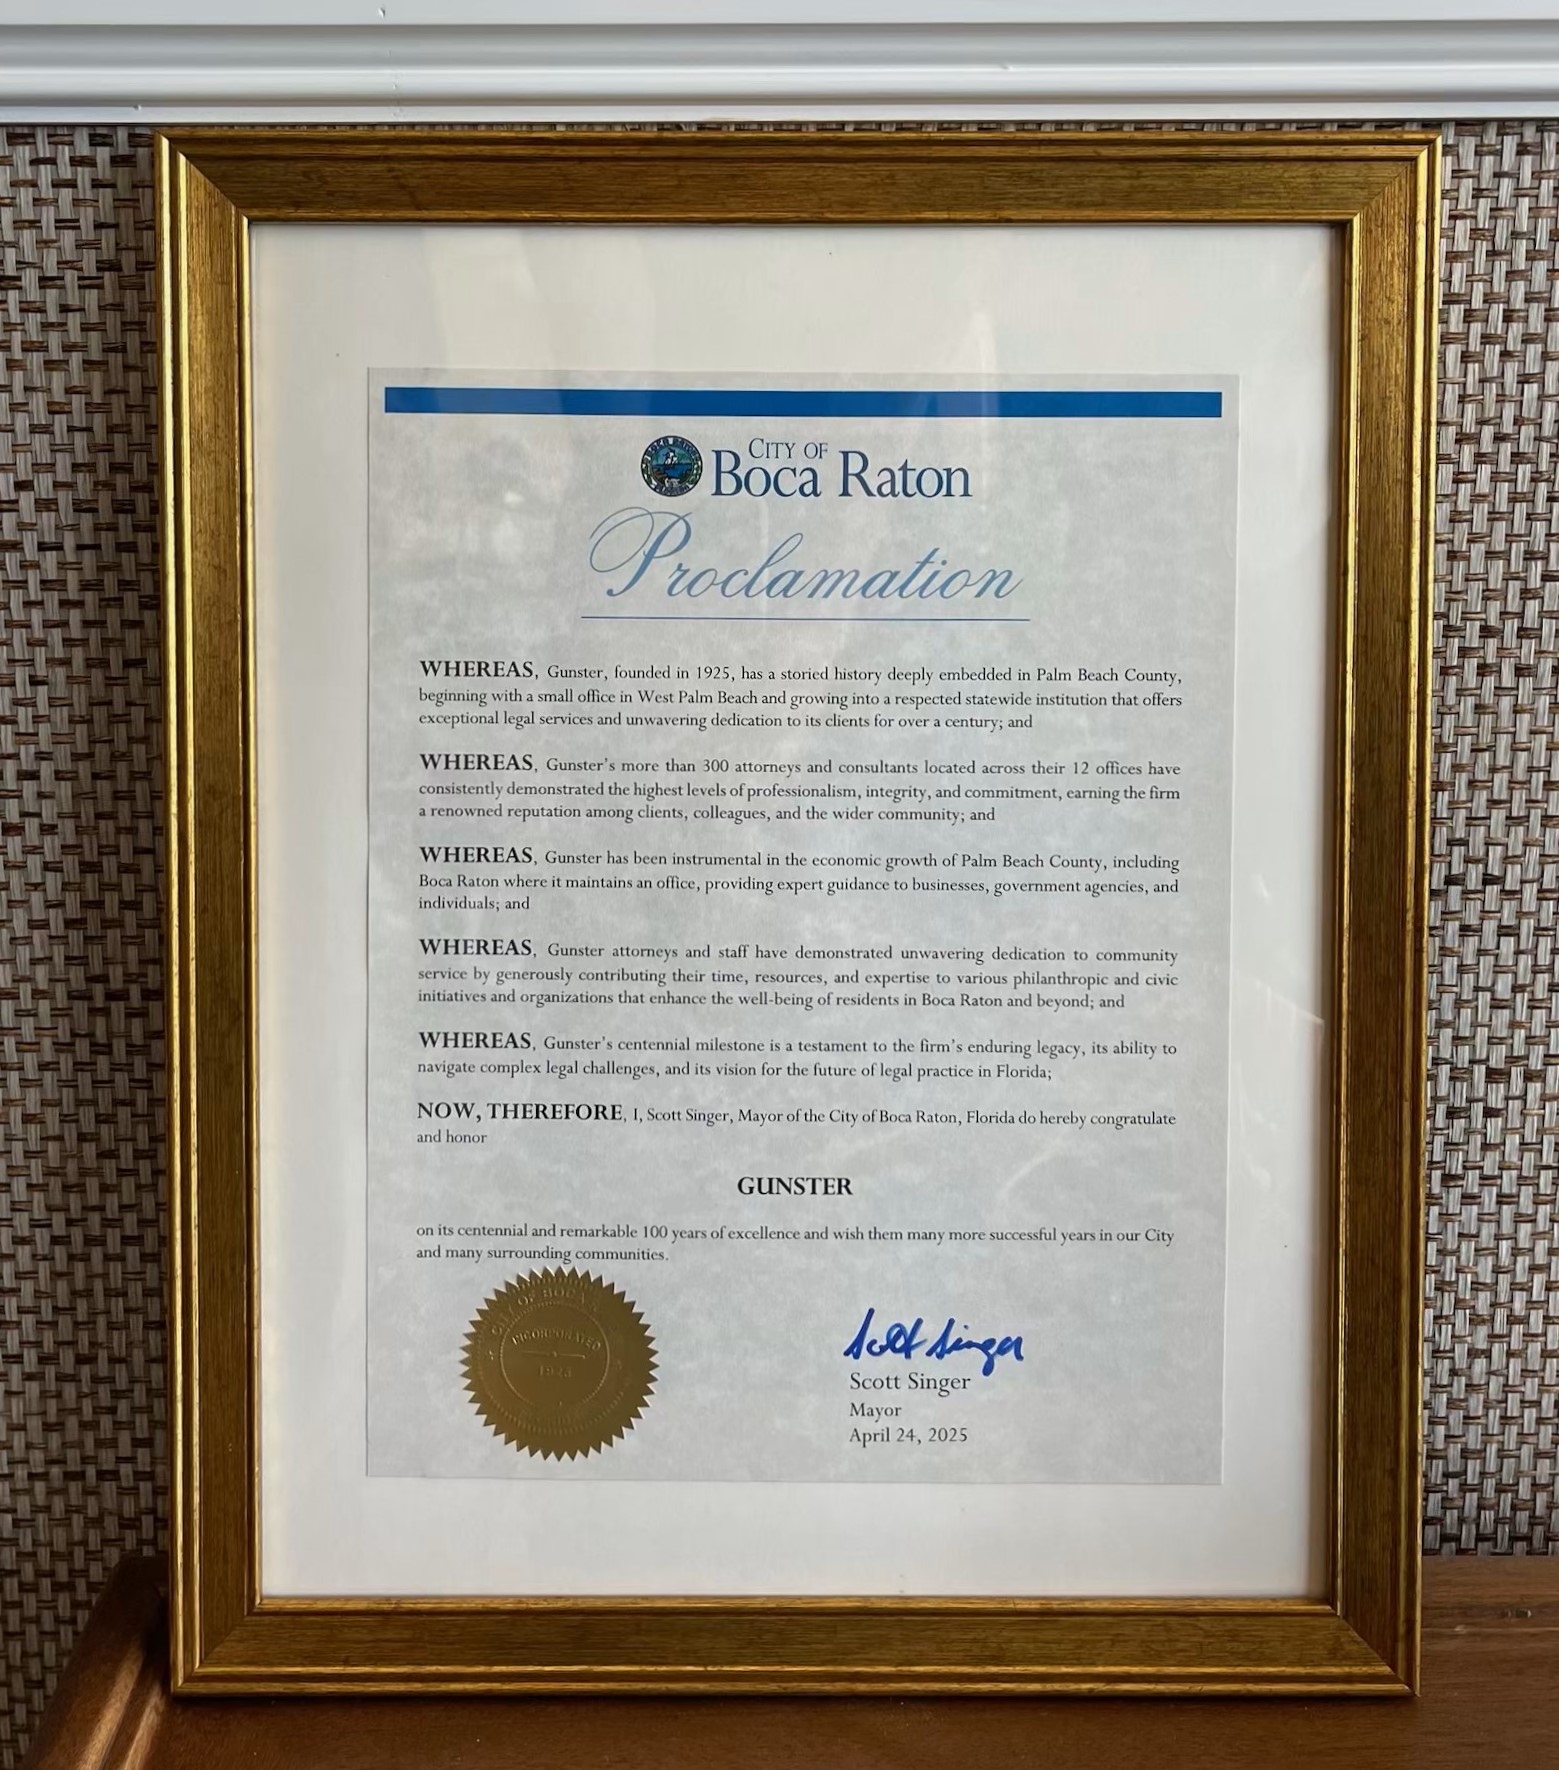 CITY OF
BOCA RATON
Proclamation
WHEREAS, Gunster, founded in 1925, has a storied history deeply embedded in Palm Beach County,
beginning with a small office in West Palm Beach and growing into a respected statewide institution that offers
exceptional legal services and unwavering dedication to its clients for over a century; and
WHEREAS, Gunster's more than 300 attorneys and consultants located across their 12 offices have
consistently demonstrated the highest levels of professionalism, integrity, and commitment, earning the firm
a renowned reputation among clients, colleagues, and the wider community; and
WHEREAS, Gunster has been instrumental in the economic growth of Palm Beach County, including
Boca Raton where it maintains an office, providing expert guidance to businesses, government agencies, and
individuals; and
WHEREAS, Gunster attorneys and staff have demonstrated unwavering dedication to community
service by generously contributing their time, resources, and expertise to various philanthropic and civic
initiatives and organizations that enhance the well-being of residents in Boca Raton and beyond; and
WHEREAS, Gunster's centennial milestone is a testament to the firm's enduring legacy, its ability to
navigate complex legal challenges, and its vision for the future of legal practice in Florida;
NOW, THEREFORE, I, Scott Singer, Mayor of the City of Boca Raton, Florida do hereby congratulate
and honor
GUNSTER
on its centennial and remarkable 100 years of excellence and wish them many more successful years in our City
and many surrounding communities.
CITY OF BOCA
INCORPORATED
1925
Scott Singer
Scott Singer
Mayor
April 24, 2025